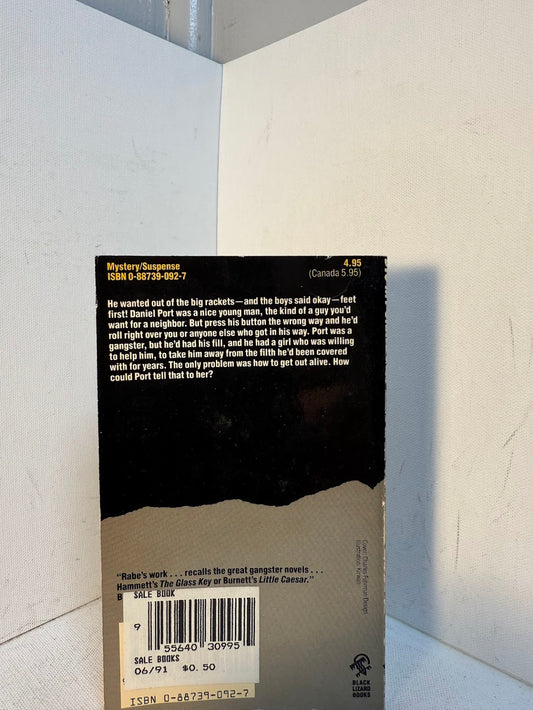 Mystery/Suspense
ISBN 0-88739-092-7
4.95
(Canada 5.95)
He wanted out of the big rackets—and the boys said okay—feet
first! Daniel Port was a nice young man, the kind of a guy you'd
want for a neighbor. But press his button the wrong way and he'd
roll right over you or anyone else who got in his way. Port was a
gangster, but he'd had his fill, and he had a girl who was willing
to help him, to take him away from the filth he'd been covered
with for years. The only problem was how to get out alive. How
could Port tell that to her?
Cover: Charles Fuhrman Design
"Rabe's work . . . recalls the great gangster novels . . .
Hammett's The Glass Key or Burnett's Little Caesar."
SALE BOOK
9 55640 30995
SALE BOOKS
06/91 $0.50
ISBN 0-88739-092-7
BLACK
LIZARD
BOOKS